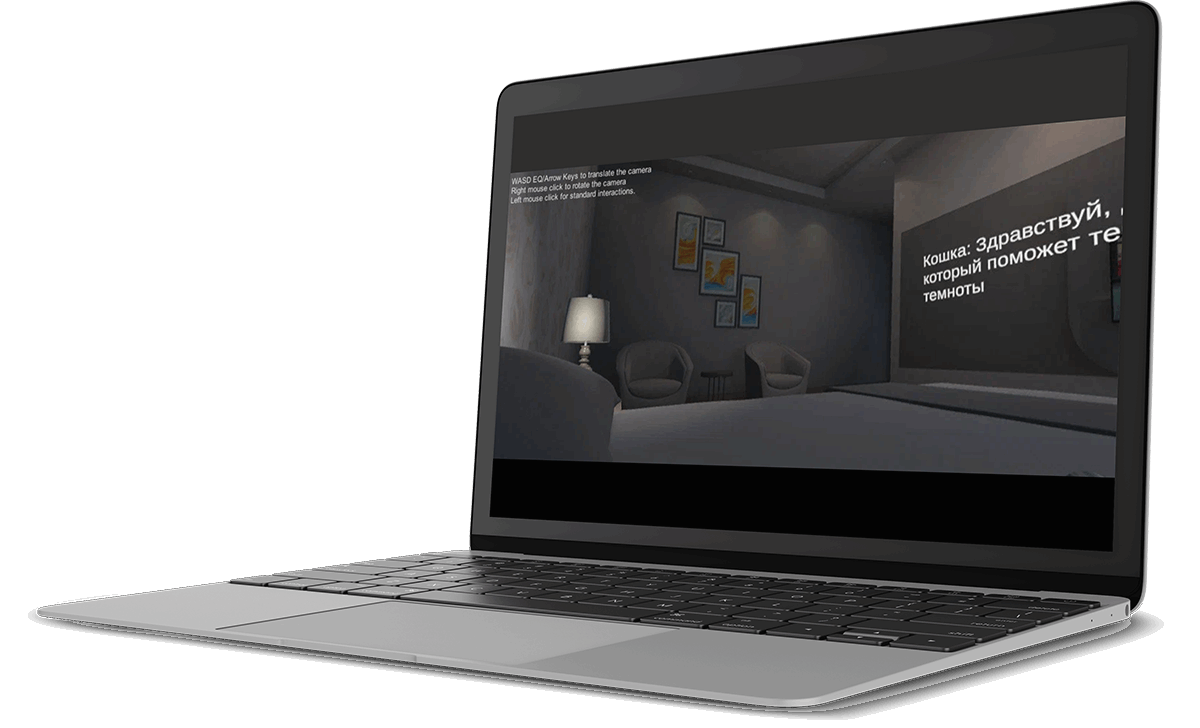 WASD EQ/Arrow Keys to translate the camera
Right mouse click to rotate the camera
Left mouse click for standard interactions.
Кошка: Здравствуй,
который поможет те
темноты